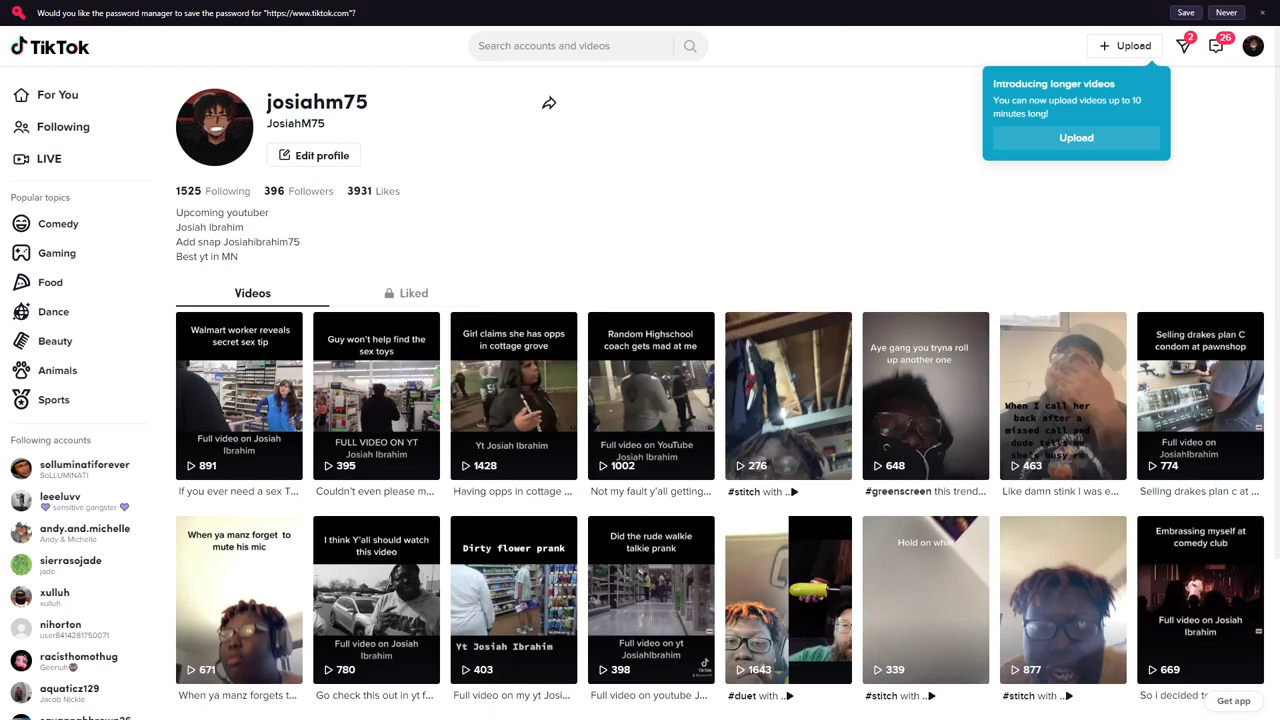 Would you like the password manager to save the password for "https://www.tiktok.com"?
Save
Never
TikTok
Search accounts and videos
Upload
2
26
Introducing longer videos
You can now upload videos up to 10
minutes long!
Upload
For You
Following
LIVE
Popular topics
Comedy
Gaming
Food
Dance
Beauty
Animals
Sports
Following accounts
solluminatiforever
SoLLUMINATI
leeeluvv
💜 sensitive gangster 💜
andy.and.michelle
Andy & Michelle
sierrasojade
jade
xulluh
xulluh
nihorton
user8414281750071
racisthomothug
Geenuh
aquaticz129
Jacob Nickle
josiahm75
JosiahM75
Edit profile
1525 Following 396 Followers 3931 Likes
Upcoming youtuber
Josiah Ibrahim
Add snap Josiahibrahim75
Best yt in MN
Videos
Liked
Walmart worker reveals
secret sex tip
Full video on Josiah
Ibrahim
891
If you ever need a sex T...
Guy won't help find the
sex toys
FULL VIDEO ON YT
Josiah Ibrahim
395
Couldn't even please m...
Girl claims she has opps
in cottage grove
Yt Josiah Ibrahim
1428
Having opps in cottage ...
Random Highschool
coach gets mad at me
Full video on YouTube
Josiah Ibrahim
1002
Not my fault y'all getting...
276
#stitch with ..
Aye gang you tryna roll
up another one
648
#greenscreen this trend...
When I call her
back after a
missed call and
dude tells me
shes busy rn
463
Like damn stink I was e...
Selling drakes plan C
condom at pawnshop
Full video on
JosiahIbrahim
774
Selling drakes plan c at ...
When ya manz forget to
mute his mic
671
When ya manz forgets t...
I think Y'all should watch
this video
Full video on Josiah
Ibrahim
780
Go check this out in yt f...
Dirty flower prank
Yt Josiah Ibrahim
403
Full video on my yt Josi...
Did the rude walkie
talkie prank
Full video on yt
JosiahIbrahim
TikTok
398
Full video on youtube J...
1643
#duet with ..
Hold on what
339
#stitch with ..
877
#stitch with ..
Embrassing myself at
comedy club
Full video on Josiah
Ibrahim
669
So i decided t
Get app